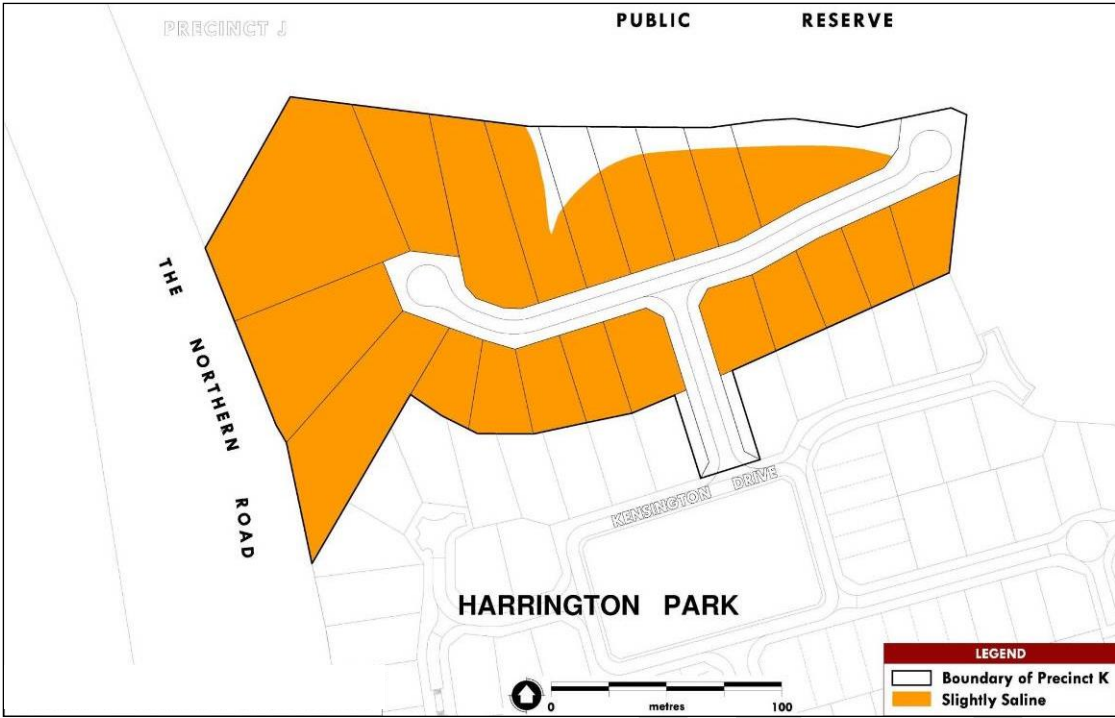 PRECINCT J
PUBLIC RESERVE
THE NORTHERN ROAD
KENSINGTON DRIVE
HARRINGTON PARK
LEGEND
Boundary of Precinct K
Slightly Saline
0 metres 100